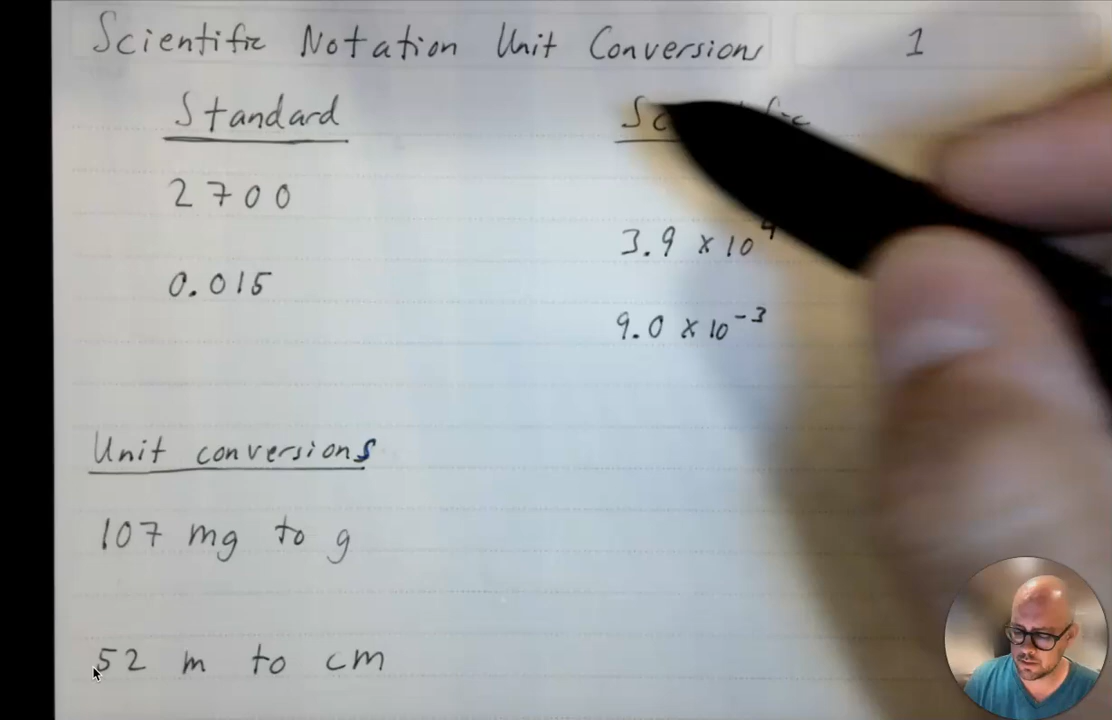 Scientific Notation Unit Conversions 1
Standard
2700
3.9 × 10⁴
0.015
9.0 × 10⁻³
Unit conversions
107 mg to g
52 m to cm